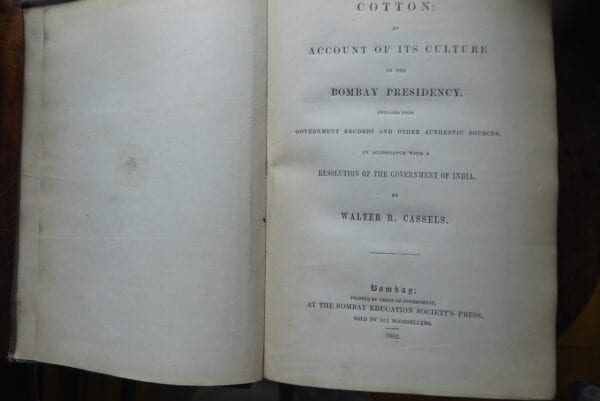 COTTON:
AN
ACCOUNT OF ITS CULTURE
IN THE
BOMBAY PRESIDENCY,
PREPARED FROM
GOVERNMENT RECORDS AND OTHER AUTHENTIC SOURCES,
IN ACCORDANCE WITH A
RESOLUTION OF THE GOVERNMENT OF INDIA.
BY
WALTER R. CASSELS.
Bombay:
PRINTED BY ORDER OF GOVERNMENT,
AT THE BOMBAY EDUCATION SOCIETY'S PRESS.
SOLD BY ALL BOOKSELLERS.
1862.